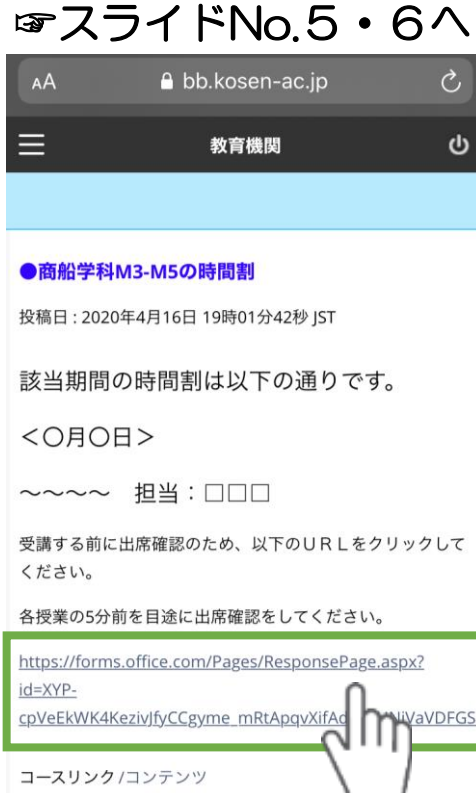 ☞スライドNo.5・6へ
AA bb.kosen-ac.jp
教育機関
●商船学科M3-M5の時間割
投稿日 : 2020年4月16日 19時01分42秒 JST
該当期間の時間割は以下の通りです。
＜〇月〇日＞
～～～～ 担当：□□□
受講する前に出席確認のため、以下のＵＲＬをクリックして
ください。
各授業の5分前を目途に出席確認をしてください。
https://forms.office.com/Pages/ResponsePage.aspx?
id=XYP-
コースリンク/コンテンツ